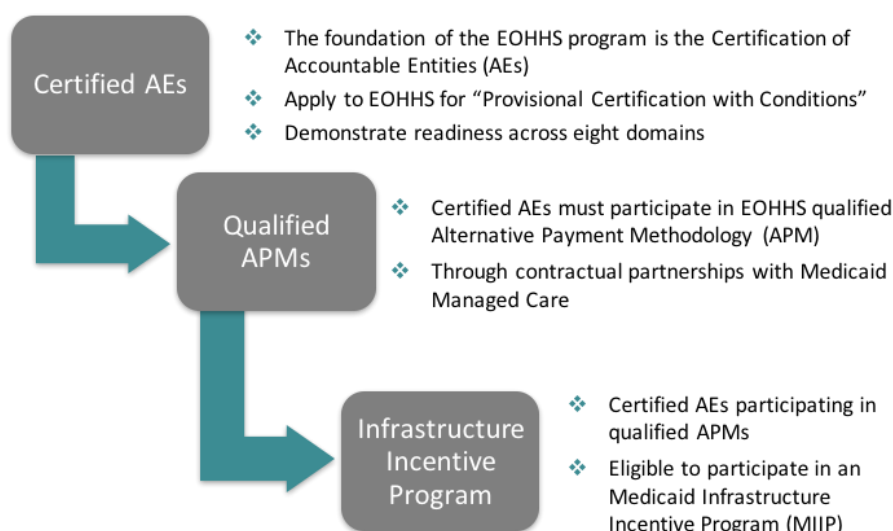 Certified AEs
❖ The foundation of the EOHHS program is the Certification of
Accountable Entities (AEs)
❖ Apply to EOHHS for “Provisional Certification with Conditions”
❖ Demonstrate readiness across eight domains
Qualified
APMs
❖ Certified AEs must participate in EOHHS qualified
Alternative Payment Methodology (APM)
❖ Through contractual partnerships with Medicaid
Managed Care
Infrastructure
Incentive
Program
❖ Certified AEs participating in
qualified APMs
❖ Eligible to participate in an
Medicaid Infrastructure
Incentive Program (MIIP)